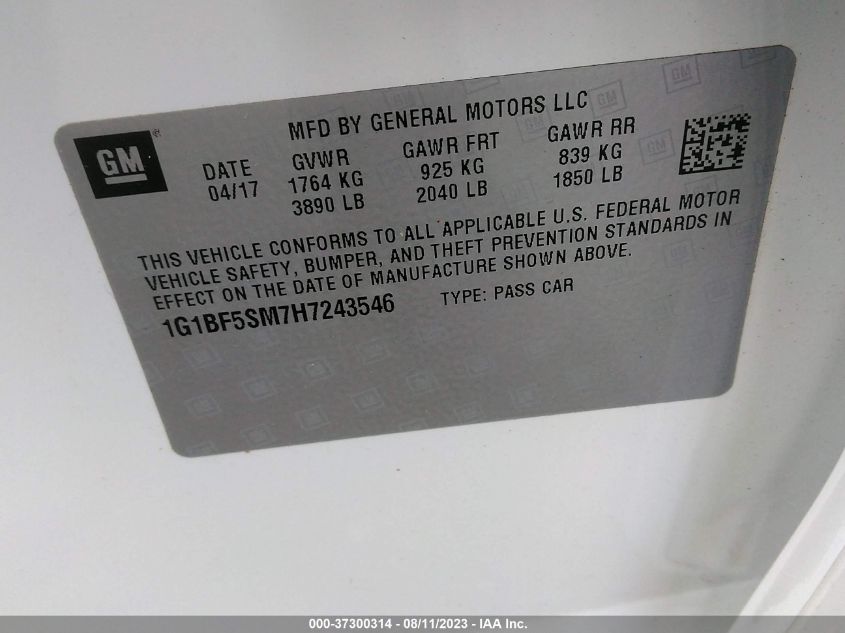 GM
MFD BY GENERAL MOTORS LLC
DATE GVWR GAWR FRT GAWR RR
04/17 1764 KG 925 KG 839 KG
3890 LB 2040 LB 1850 LB
THIS VEHICLE CONFORMS TO ALL APPLICABLE U.S. FEDERAL MOTOR
VEHICLE SAFETY, BUMPER, AND THEFT PREVENTION STANDARDS IN
EFFECT ON THE DATE OF MANUFACTURE SHOWN ABOVE.
1G1BF5SM7H7243546 TYPE: PASS CAR
000-37300314 - 08/11/2023 - IAA Inc.